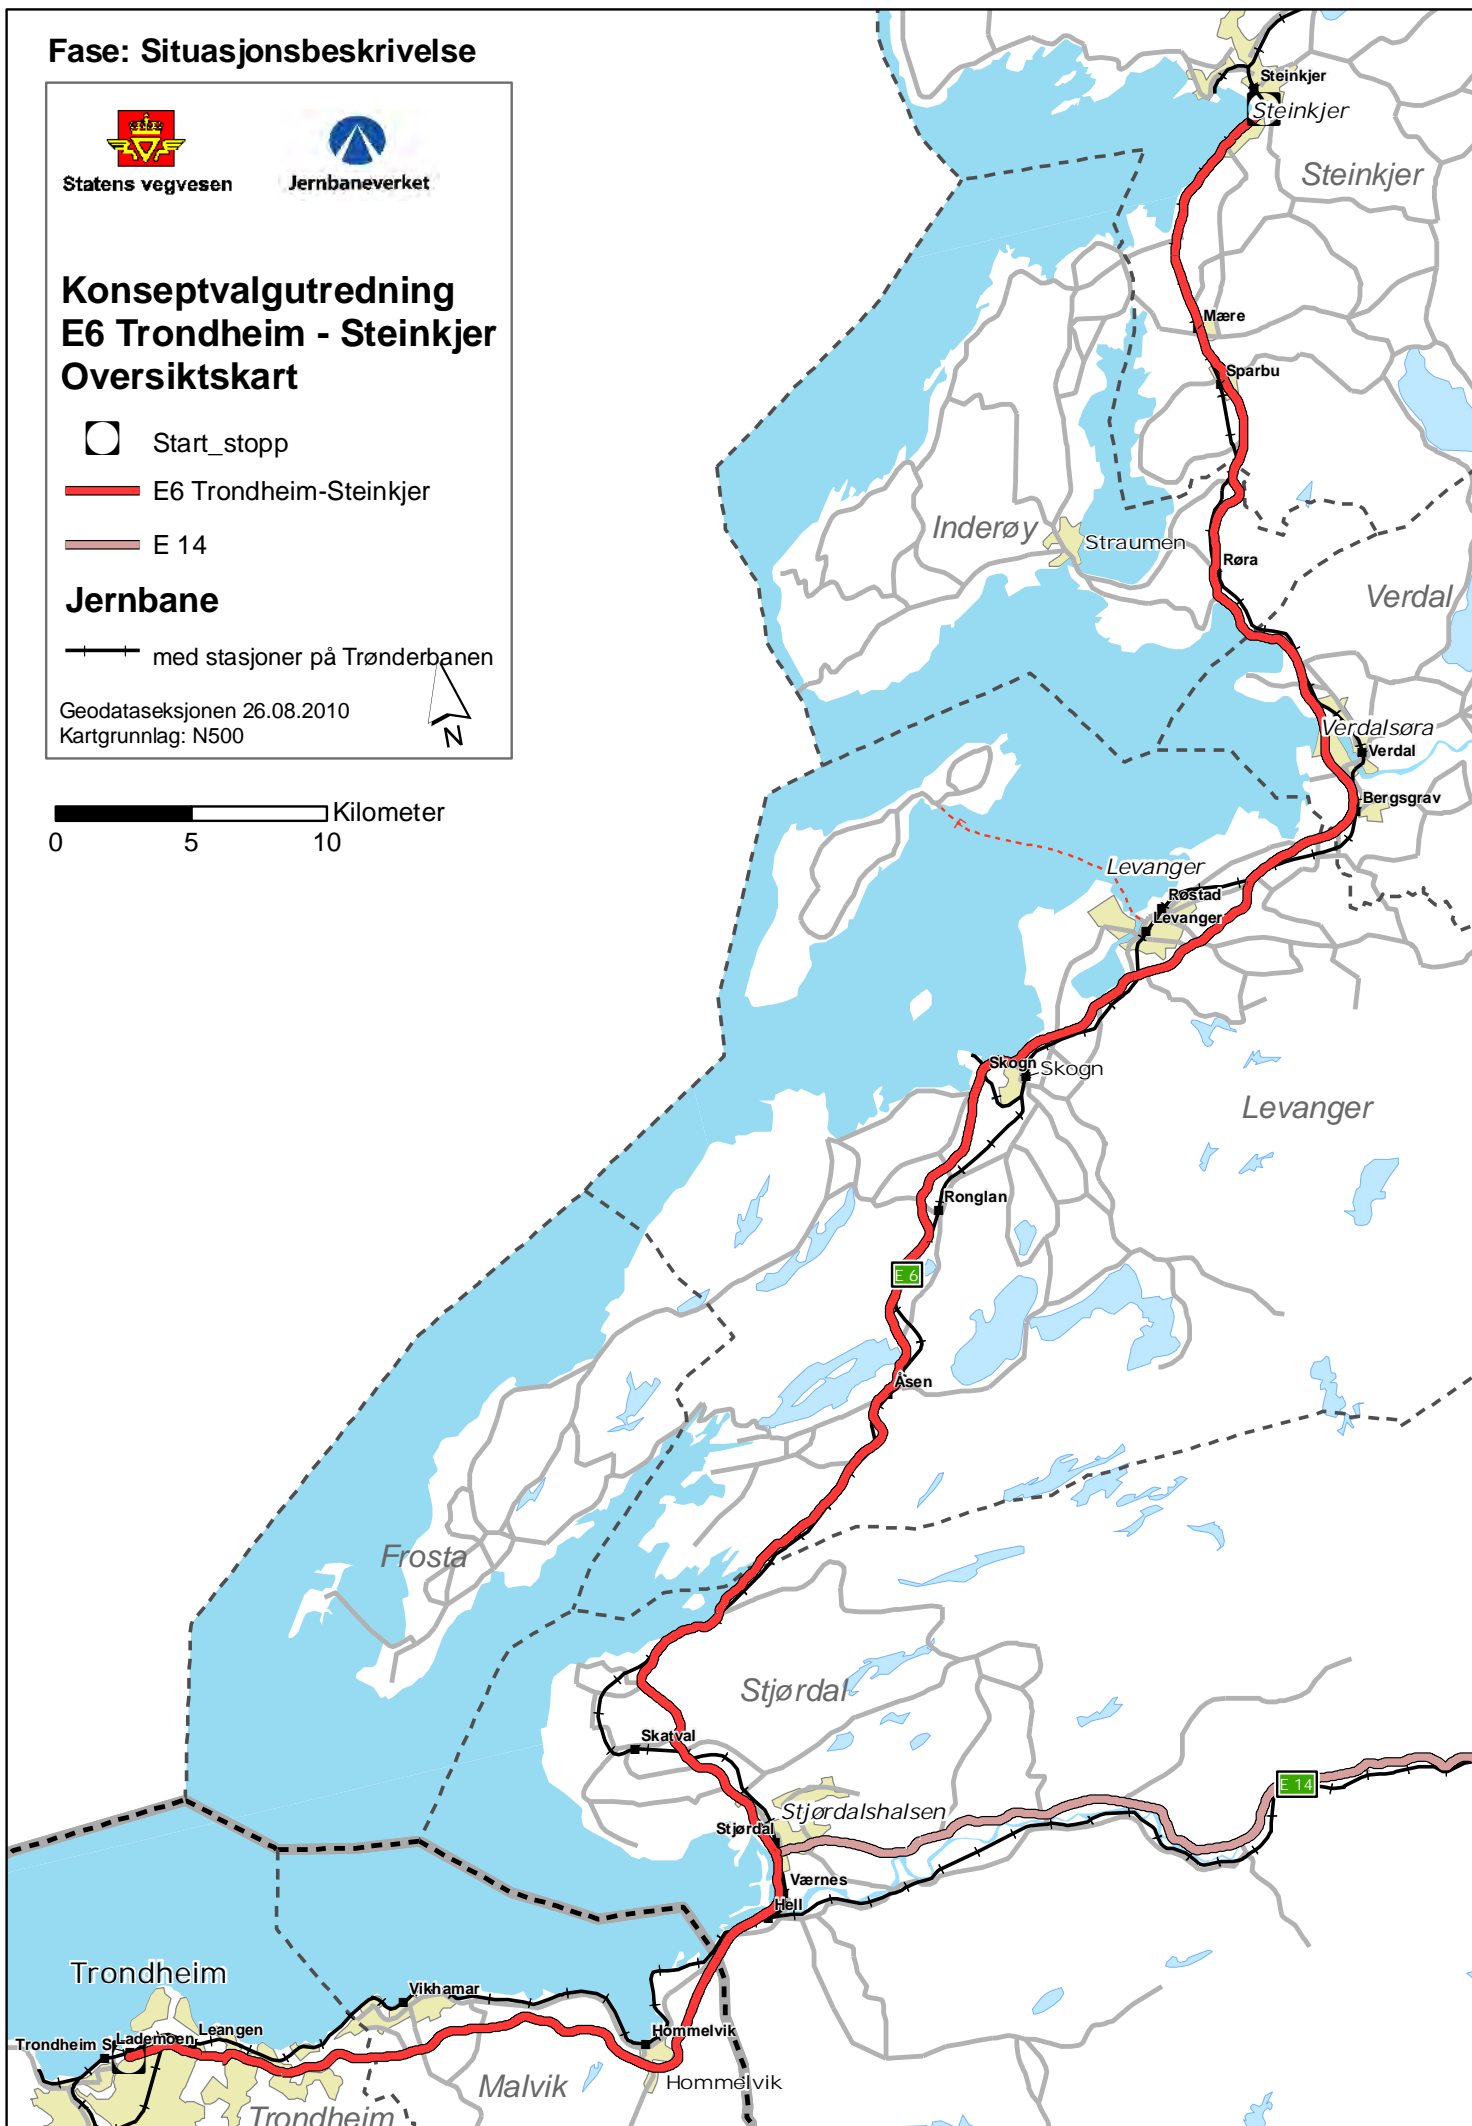 Fase: Situasjonsbeskrivelse
Statens vegvesen
Jernbaneverket
Konseptvalgutredning
E6 Trondheim - Steinkjer
Oversiktskart
Start_stopp
E6 Trondheim-Steinkjer
E 14
Jernbane
med stasjoner på Trønderbanen
Geodataseksjonen 26.08.2010
Kartgrunnlag: N500
N
Kilometer
0 5 10
Steinkjer
Steinkjer
Steinkjer
Mære
Sparbu
Inderøy
Straumen
Røra
Verdal
Verdalsøra
Verdal
Bergsgrav
F
Levanger
Røstad
Levanger
Skogn
Skogn
Levanger
Ronglan
E 6
Åsen
Frosta
Stjørdal
Skatval
E 14
Stjørdalshalsen
Stjørdal
Værnes
Hell
Trondheim
Vikhamar
Leangen
Lademoen
Trondheim S
Hommelvik
Hommelvik
Malvik
Trondheim